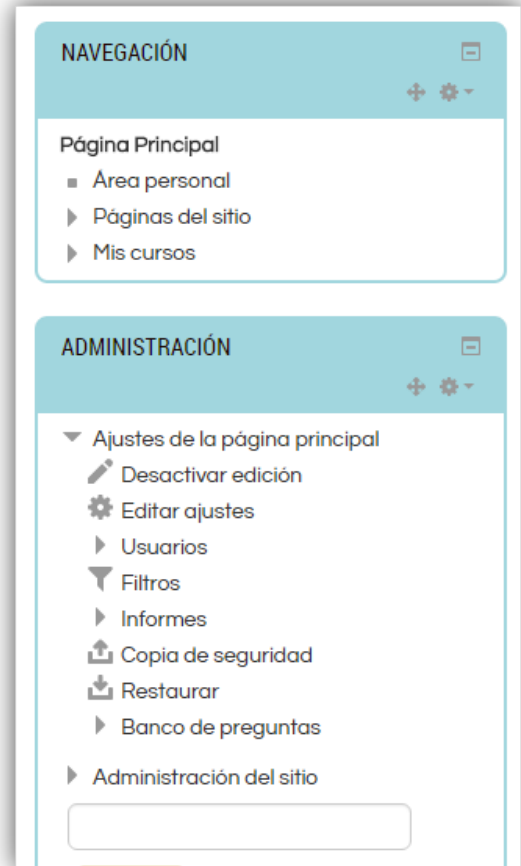 NAVEGACIÓN
Página Principal
Área personal
Páginas del sitio
Mis cursos
ADMINISTRACIÓN
Ajustes de la página principal
Desactivar edición
Editar ajustes
Usuarios
Filtros
Informes
Copia de seguridad
Restaurar
Banco de preguntas
Administración del sitio